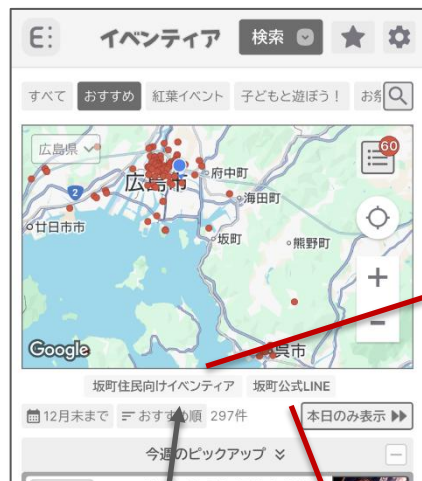 E: イベンティア 検索
すべて おすすめ 紅葉イベント 子どもと遊ぼう！ お祭
広島県
60
広島市
府中町
海田町
2
廿日市市
坂町
熊野町
+
−
Google
呉市
坂町住民向けイベンティア 坂町公式LINE
12月末まで おすすめ順 297件 本日のみ表示
今週のピックアップ